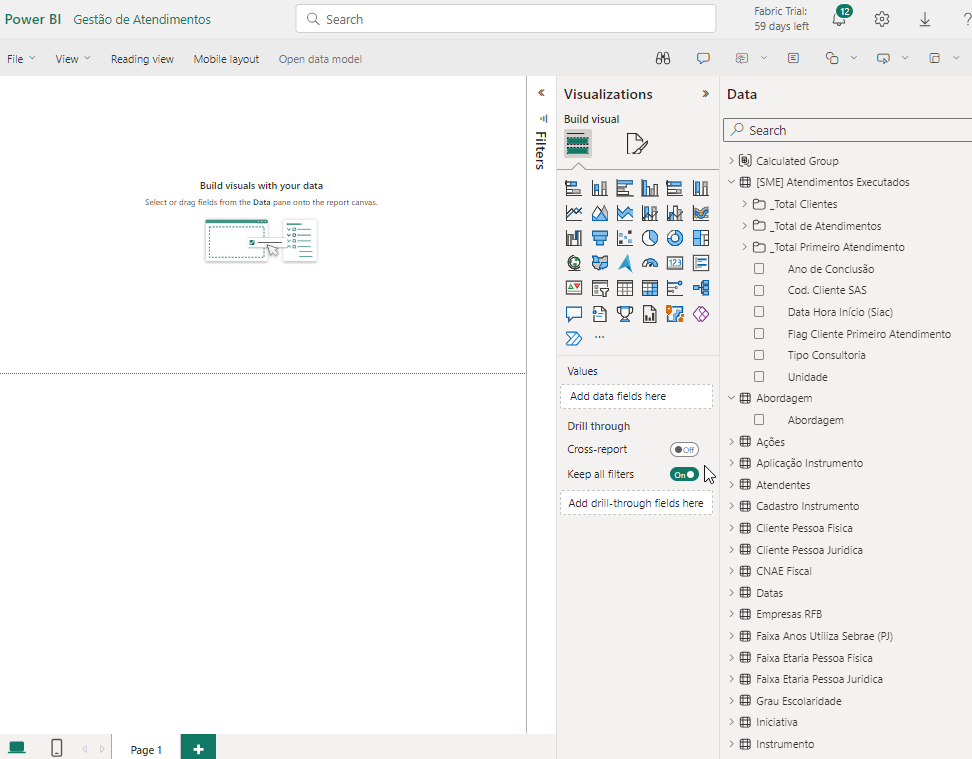 Power BI Gestão de Atendimentos
Search
Fabric Trial:
59 days left
12
?
File
View
Reading view
Mobile layout
Open data model
Build visuals with your data
Select or drag fields from the Data pane onto the report canvas.
Filters
Visualizations
Build visual
123
...
Values
Add data fields here
Drill through
Cross-report
Off
Keep all filters
On
Add drill-through fields here
Data
Search
Calculated Group
[SME] Atendimentos Executados
_Total Clientes
_Total de Atendimentos
_Total Primeiro Atendimento
Ano de Conclusão
Cod. Cliente SAS
Data Hora Início (Siac)
Flag Cliente Primeiro Atendimento
Tipo Consultoria
Unidade
Abordagem
Abordagem
Ações
Aplicação Instrumento
Atendentes
Cadastro Instrumento
Cliente Pessoa Fisica
Cliente Pessoa Juridica
CNAE Fiscal
Datas
Empresas RFB
Faixa Anos Utiliza Sebrae (PJ)
Faixa Etaria Pessoa Fisica
Faixa Etaria Pessoa Juridica
Grau Escolaridade
Iniciativa
Instrumento
Page 1
+